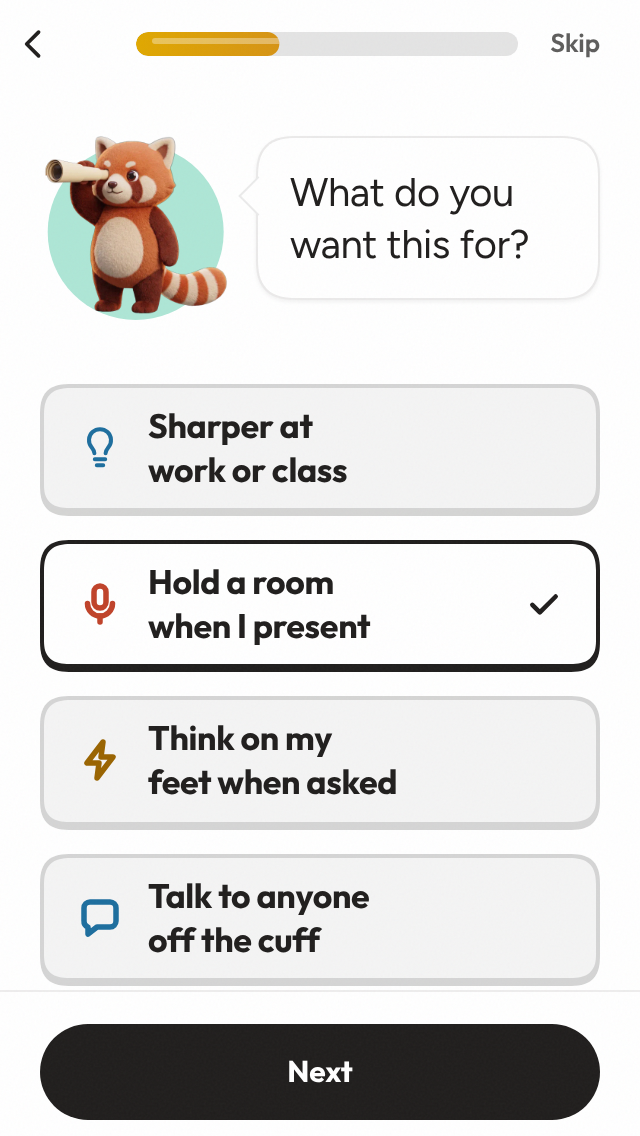 Skip
What do you
want this for?
Sharper at
work or class
Hold a room
when I present
Think on my
feet when asked
Talk to anyone
off the cuff
Next